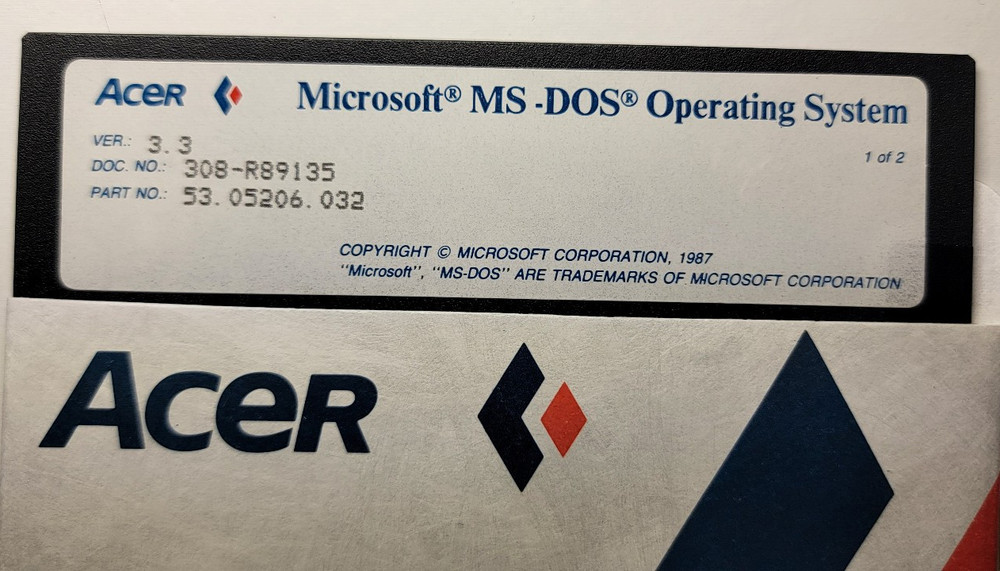 Acer Microsoft® MS-DOS® Operating System
VER.: 3.3
1 of 2
DOC. NO.: 308-R89135
PART NO.: 53.05206.032
COPYRIGHT © MICROSOFT CORPORATION, 1987
"Microsoft", "MS-DOS" ARE TRADEMARKS OF MICROSOFT CORPORATION
Acer